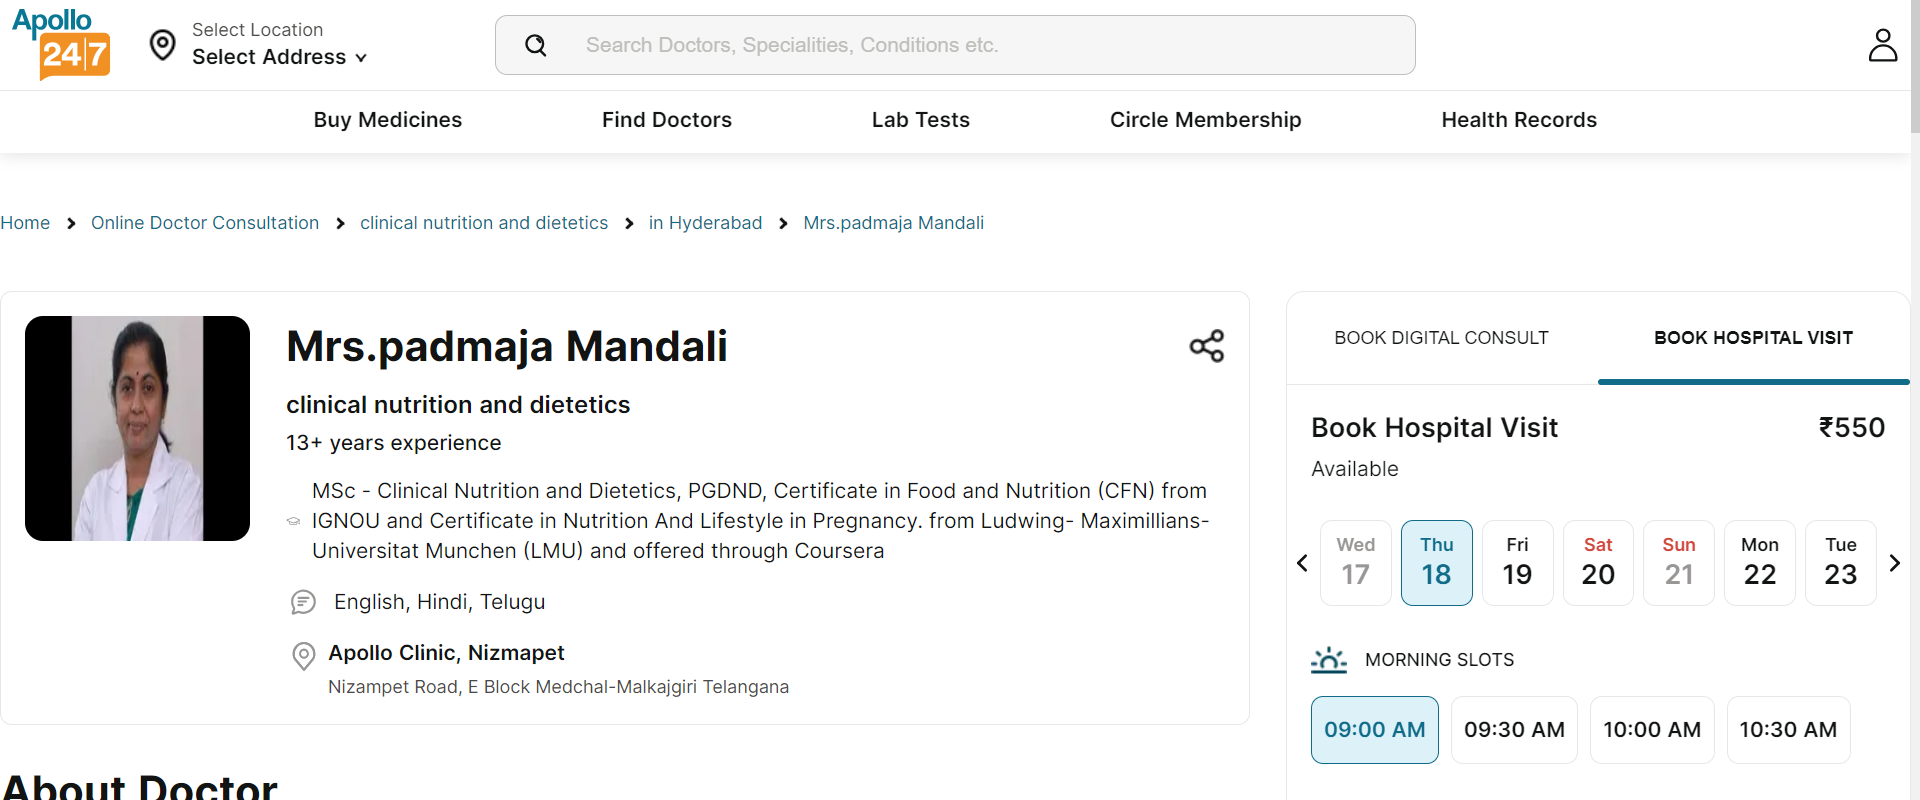 Apollo
24|7
Select Location
Select Address
Search Doctors, Specialities, Conditions etc.
Buy Medicines
Find Doctors
Lab Tests
Circle Membership
Health Records
Home
Online Doctor Consultation
clinical nutrition and dietetics
in Hyderabad
Mrs.padmaja Mandali
Mrs.padmaja Mandali
clinical nutrition and dietetics
13+ years experience
MSc - Clinical Nutrition and Dietetics, PGDND, Certificate in Food and Nutrition (CFN) from
IGNOU and Certificate in Nutrition And Lifestyle in Pregnancy. from Ludwing- Maximillians-
Universitat Munchen (LMU) and offered through Coursera
English, Hindi, Telugu
Apollo Clinic, Nizmapet
Nizampet Road, E Block Medchal-Malkajgiri Telangana
About Doctor
BOOK DIGITAL CONSULT
BOOK HOSPITAL VISIT
Book Hospital Visit
₹550
Available
Wed
17
Thu
18
Fri
19
Sat
20
Sun
21
Mon
22
Tue
23
MORNING SLOTS
09:00 AM
09:30 AM
10:00 AM
10:30 AM